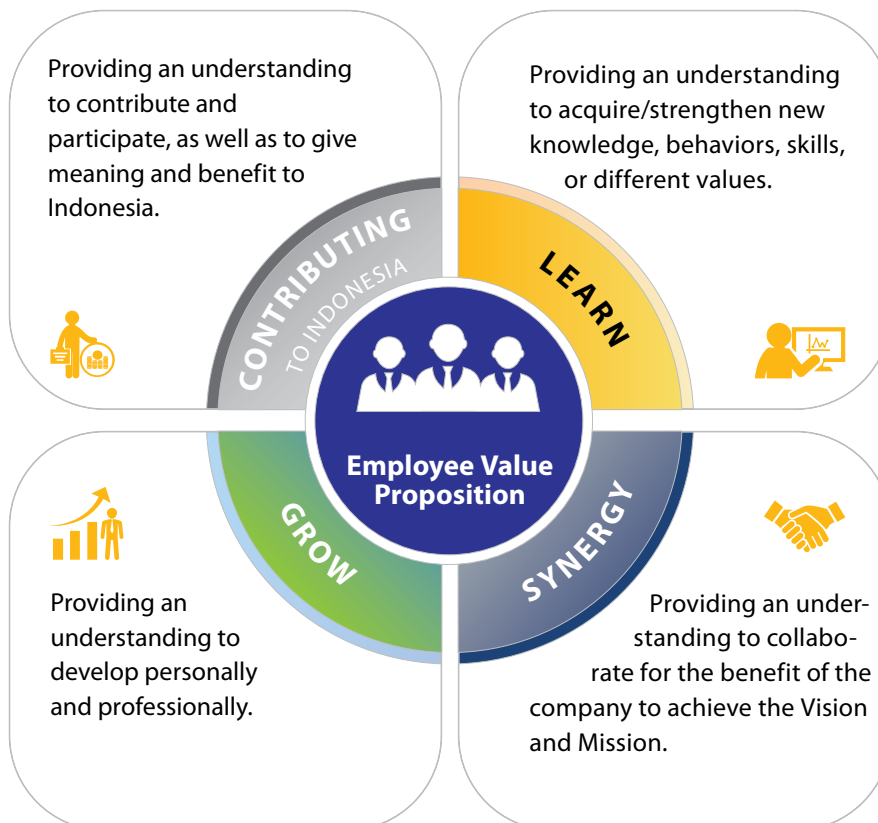 Providing an understanding
to contribute and
participate, as well as to give
meaning and benefit to
Indonesia.
CONTRIBUTING
TO INDONESIA
Providing an understanding
to acquire/strengthen new
knowledge, behaviors, skills,
or different values.
LEARN
Employee Value
Proposition
GROW
Providing an
understanding to
develop personally
and professionally.
SYNERGY
Providing an under-
standing to collabo-
rate for the benefit of the
company to achieve the Vision
and Mission.